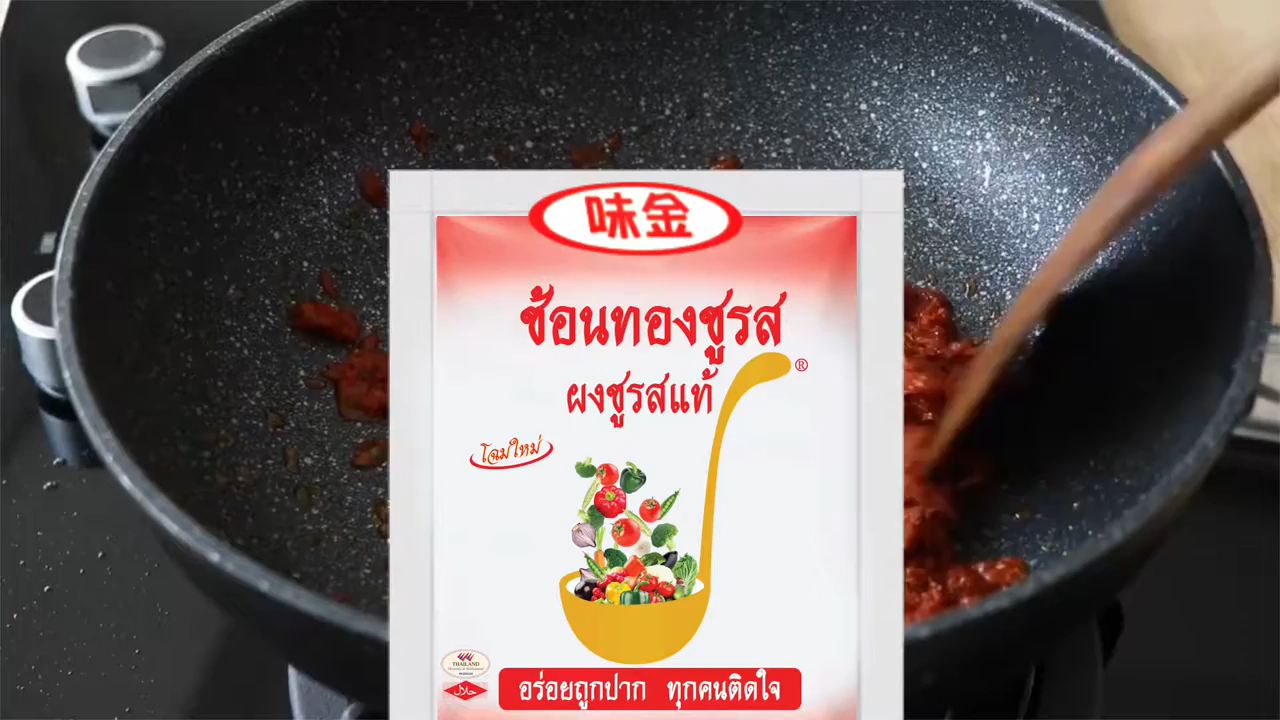 味金
ช้อนทองชูรส
®
ผงชูรสแท้
โฉมใหม่
THAILAND
حلال
อร่อยถูกปาก ทุกคนติดใจ